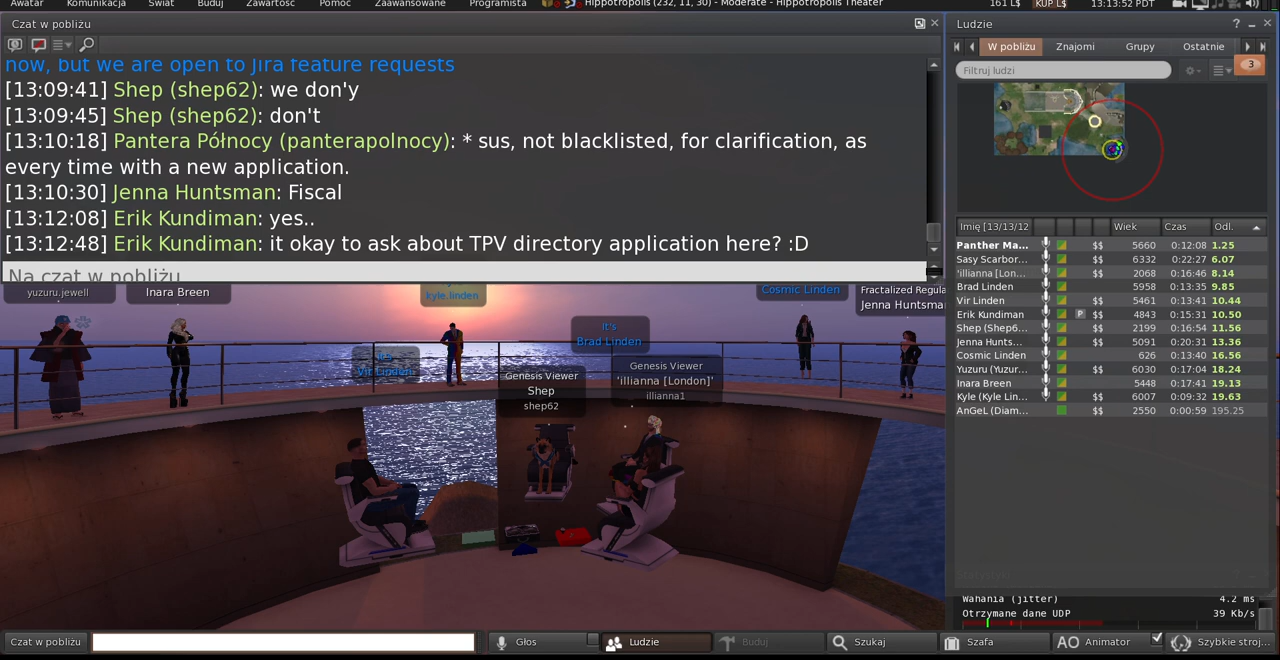 Awatar Komunikacja Świat Buduj Zawartość Pomoc Zaawansowane Programista Hippotropolis (232, 11, 30) - Moderate - Hippotropolis Theater 161 L$ KUP L$ 13:13:52 PDT
Czat w pobliżu
now, but we are open to Jira feature requests
[13:09:41] Shep (shep62): we don'y
[13:09:45] Shep (shep62): don't
[13:10:18] Pantera Północy (panterapolnocy): * sus, not blacklisted, for clarification, as
every time with a new application.
[13:10:30] Jenna Huntsman: Fiscal
[13:12:08] Erik Kundiman: yes..
[13:12:48] Erik Kundiman: it okay to ask about TPV directory application here? :D
Na czat w pobliżu
yuzuru.jewell
Inara Breen
kyle.linden
Cosmic Linden
Fractalized Regula
Jenna Huntsma
It's
Brad Linden
It's
Vir Linden
Genesis Viewer
Shep
shep62
Genesis Viewer
'illianna [London]'
illianna1
Ludzie ?
W pobliżu Znajomi Grupy Ostatnie
Filtruj ludzi
3
Imię [13/13/12 Wiek Czas Odl.
Panther Ma... $$ 5660 0:12:08 1.25
Sasy Scarbor... $$ 6332 0:22:27 6.07
'illianna [Lon... $$ 2068 0:16:46 8.14
Brad Linden 5958 0:13:35 9.85
Vir Linden $$ 5461 0:13:41 10.44
Erik Kundiman P $$ 4843 0:15:31 10.50
Shep (Shep6... $$ 2199 0:16:54 11.56
Jenna Hunts... $$ 5091 0:20:31 13.36
Cosmic Linden 626 0:13:40 16.56
Yuzuru (Yuzur... $$ 6030 0:17:04 18.24
Inara Breen 5448 0:17:41 19.13
Kyle (Kyle Lin... $$ 6007 0:09:32 19.63
AnGeL (Diam... $$ 2550 0:00:59 195.25
Wahania (jitter) 4.2 ms
Otrzymane dane UDP 39 Kb/s
Czat w pobliżu Głos Ludzie Buduj Szukaj Szafa AO Animator Szybkie stroj...